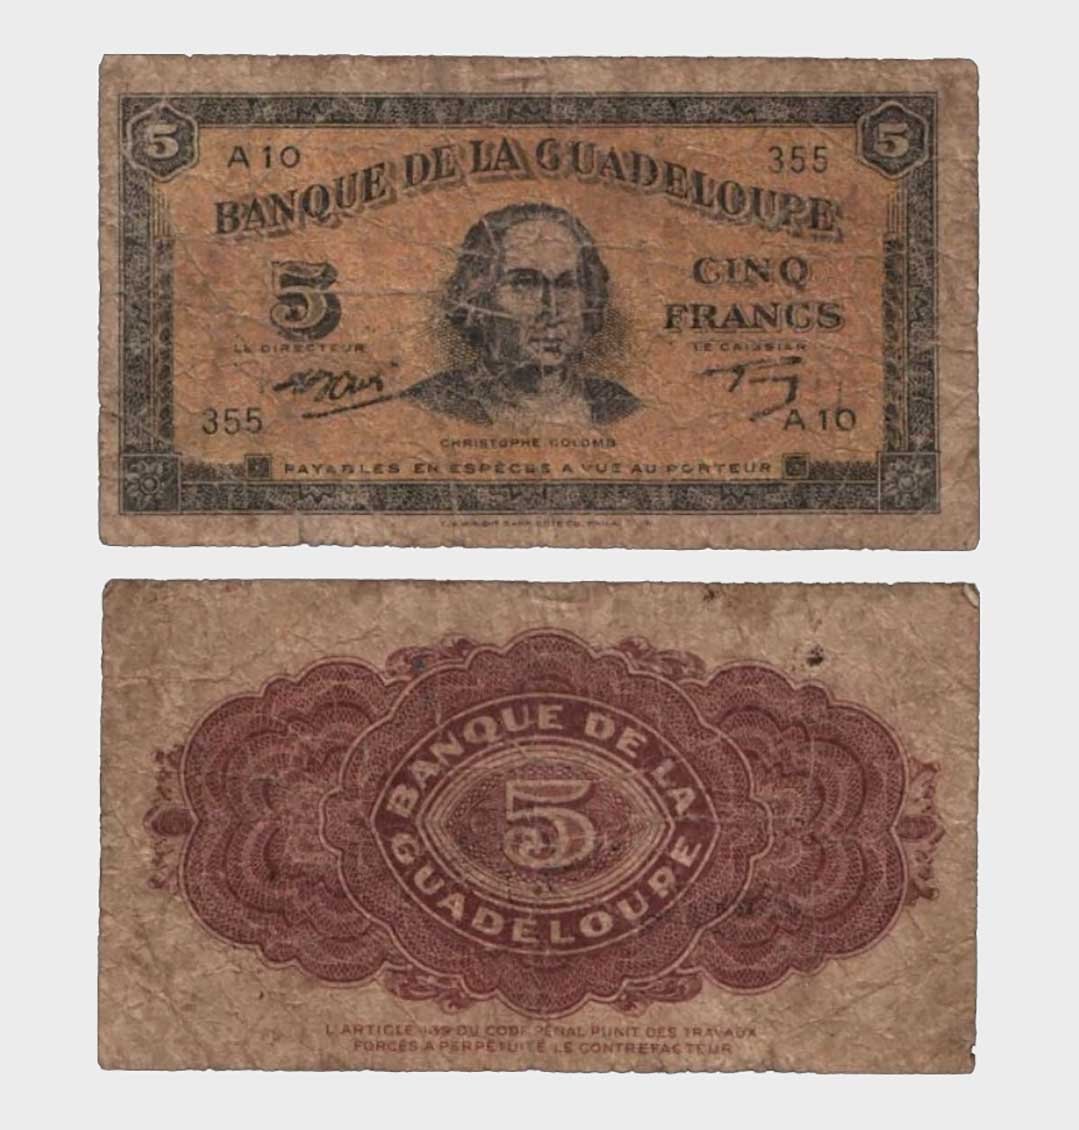 5 5
A 10 355
BANQUE DE LA GUADELOUPE
5 CINQ
FRANCS
LE DIRECTEUR LE CAISSIER
355 A 10
CHRISTOPHE COLOMB
PAYABLES EN ESPÈCES A VUE AU PORTEUR
BANQUE DE LA
5
GUADELOUPE
L'ARTICLE 139 DU CODE PÉNAL PUNIT DES TRAVAUX
FORCÉS A PERPÉTUITÉ LE CONTREFACTEUR